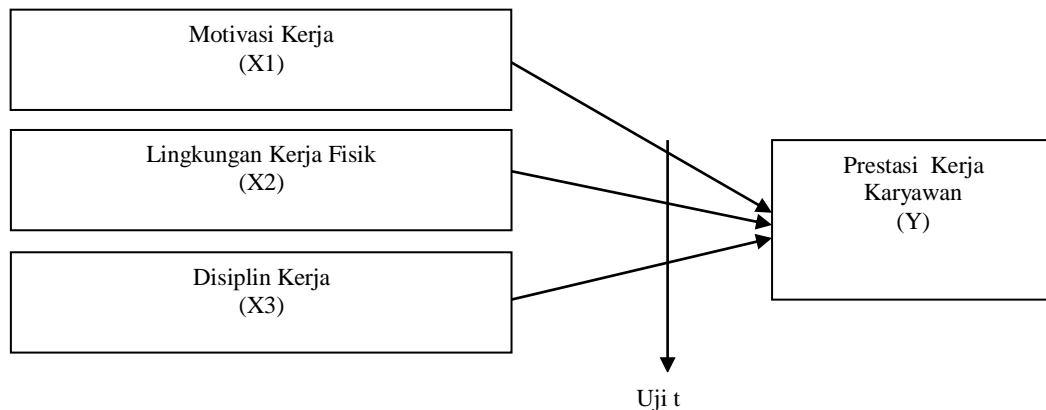 Motivasi Kerja
(X1)
Lingkungan Kerja Fisik
(X2)
Disiplin Kerja
(X3)
Prestasi Kerja
Karyawan
(Y)
Uji t